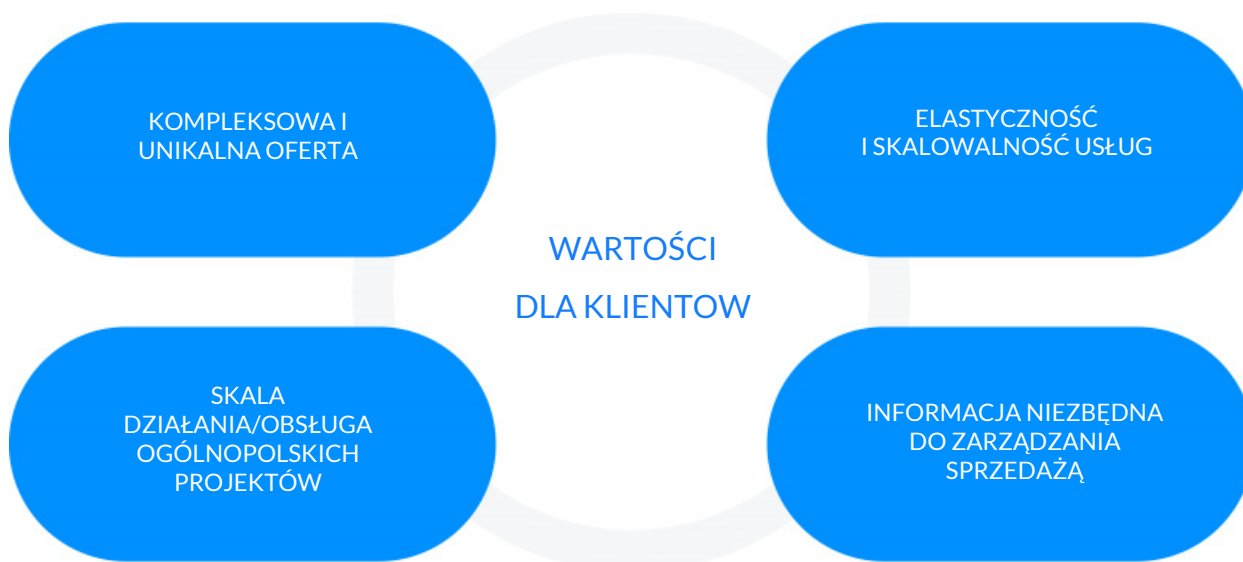 KOMPLEKSOWA I
UNIKALNA OFERTA
ELASTYCZNOŚĆ
I SKALOWALNOŚĆ USŁUG
WARTOŚCI
DLA KLIENTOW
SKALA
DZIAŁANIA/OBSŁUGA
OGÓLNOPOLSKICH
PROJEKTÓW
INFORMACJA NIEZBĘDNA
DO ZARZĄDZANIA
SPRZEDAŻĄ